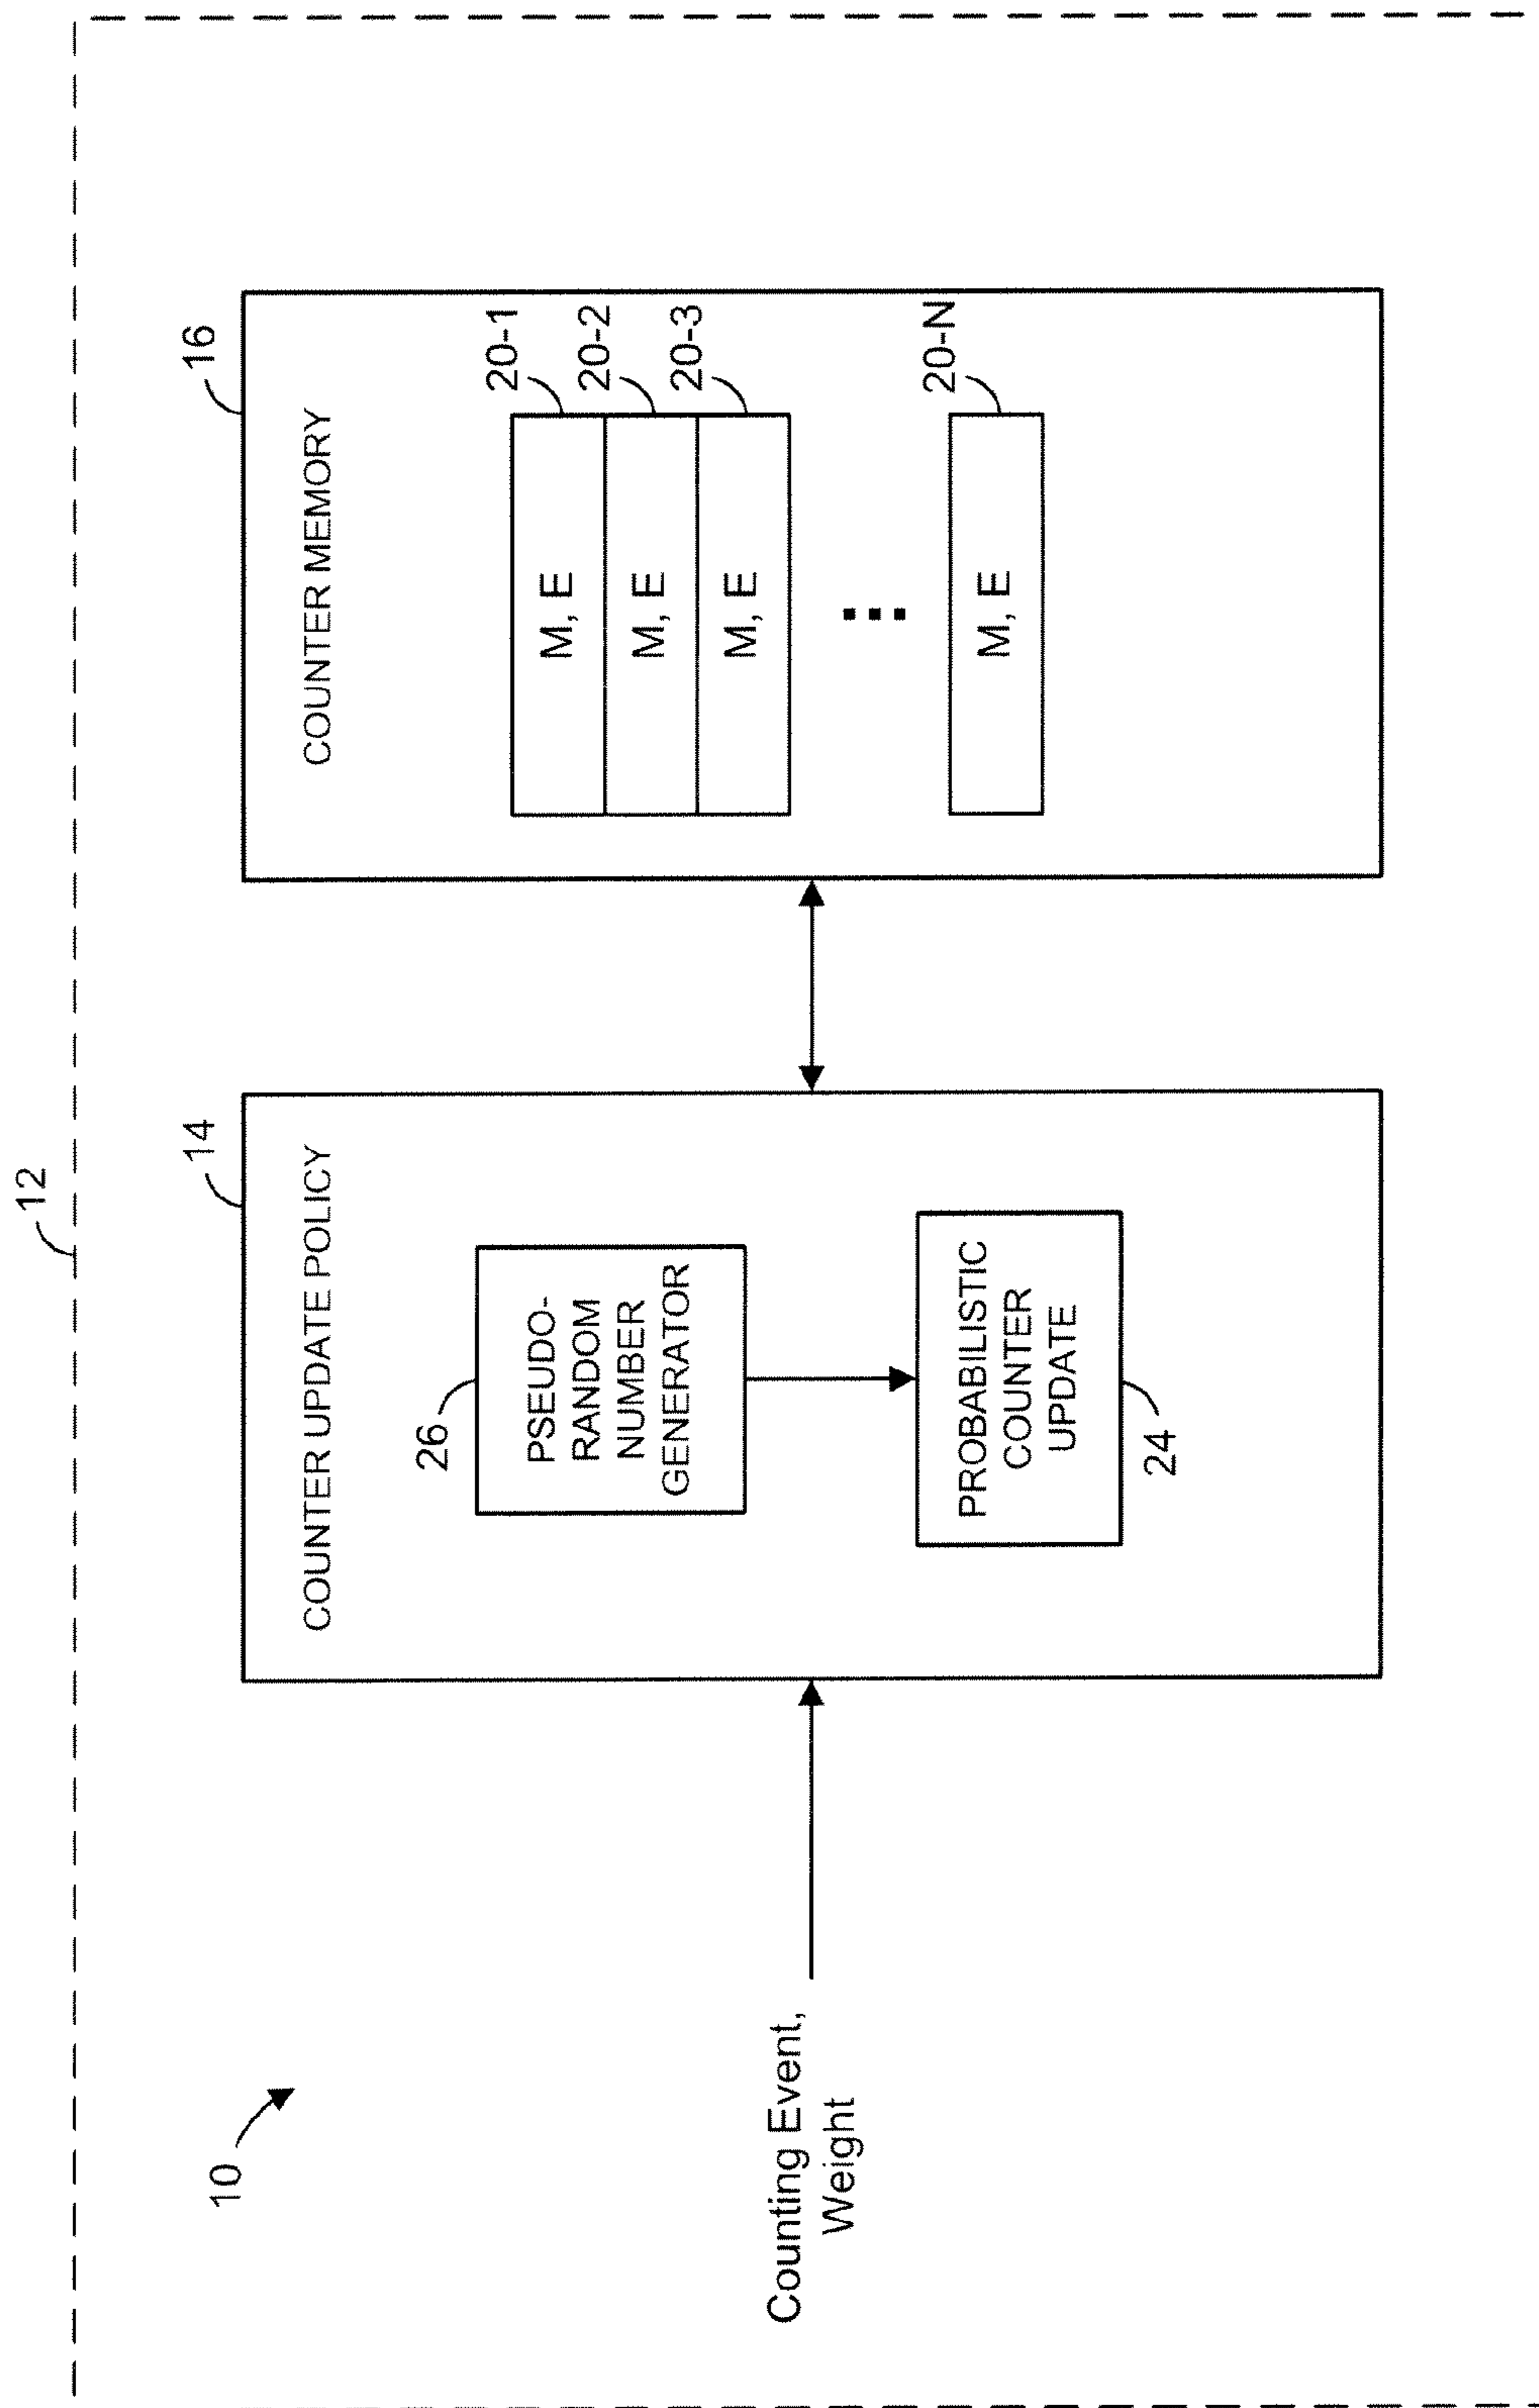 12
10
14
16
COUNTER UPDATE POLICY
COUNTER MEMORY
26
PSEUDO-
RANDOM
NUMBER
GENERATOR
PROBABILISTIC
COUNTER
UPDATE
24
Counting Event,
Weight
M, E
20-1
M, E
20-2
M, E
20-3
M, E
20-N